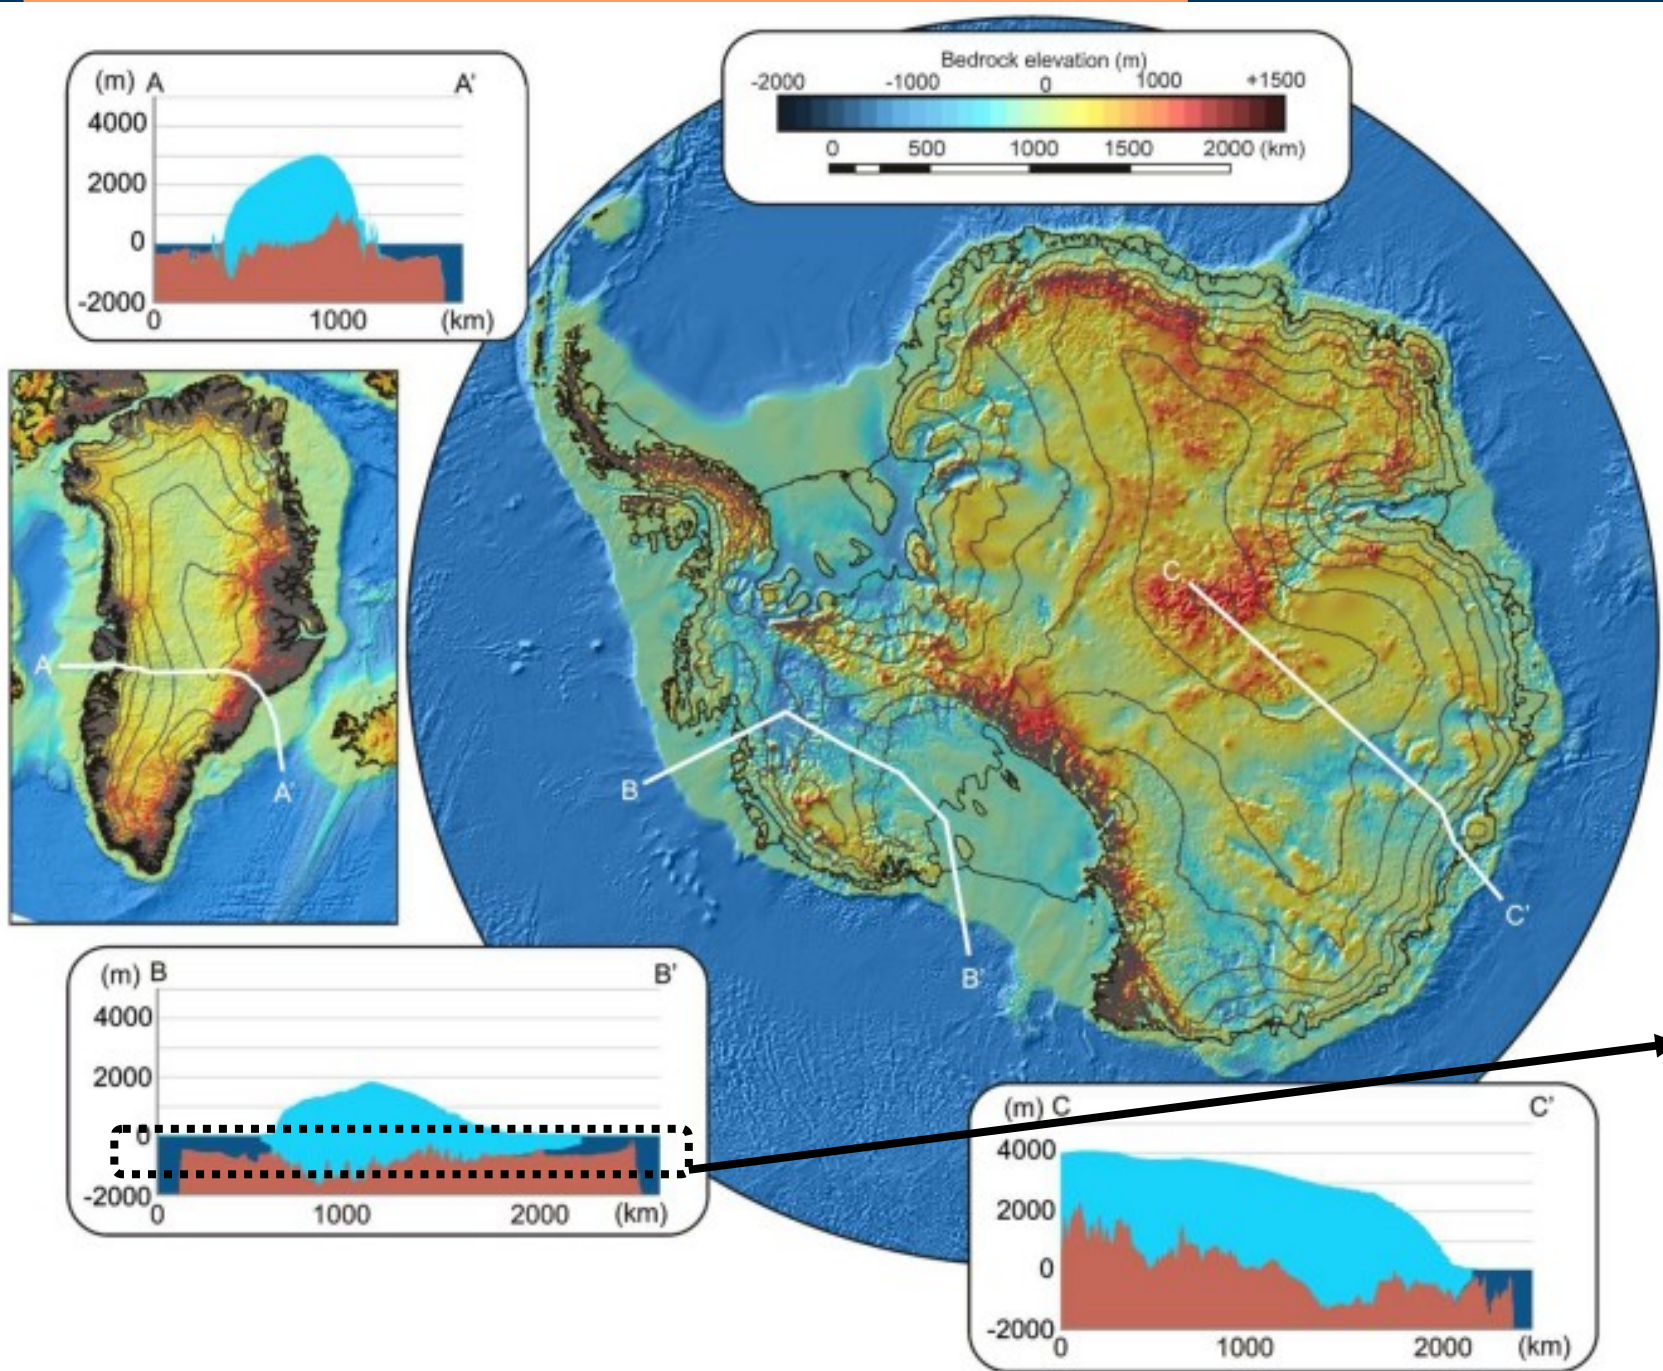 (m) A A'
4000
2000
0
-2000
0 1000 (km)
Bedrock elevation (m)
-2000 -1000 0 1000 +1500
0 500 1000 1500 2000 (km)
A
A'
B
B'
C
C'
(m) B B'
4000
2000
0
-2000
0 1000 2000 (km)
(m) C C'
4000
2000
0
-2000
0 1000 2000 (km)